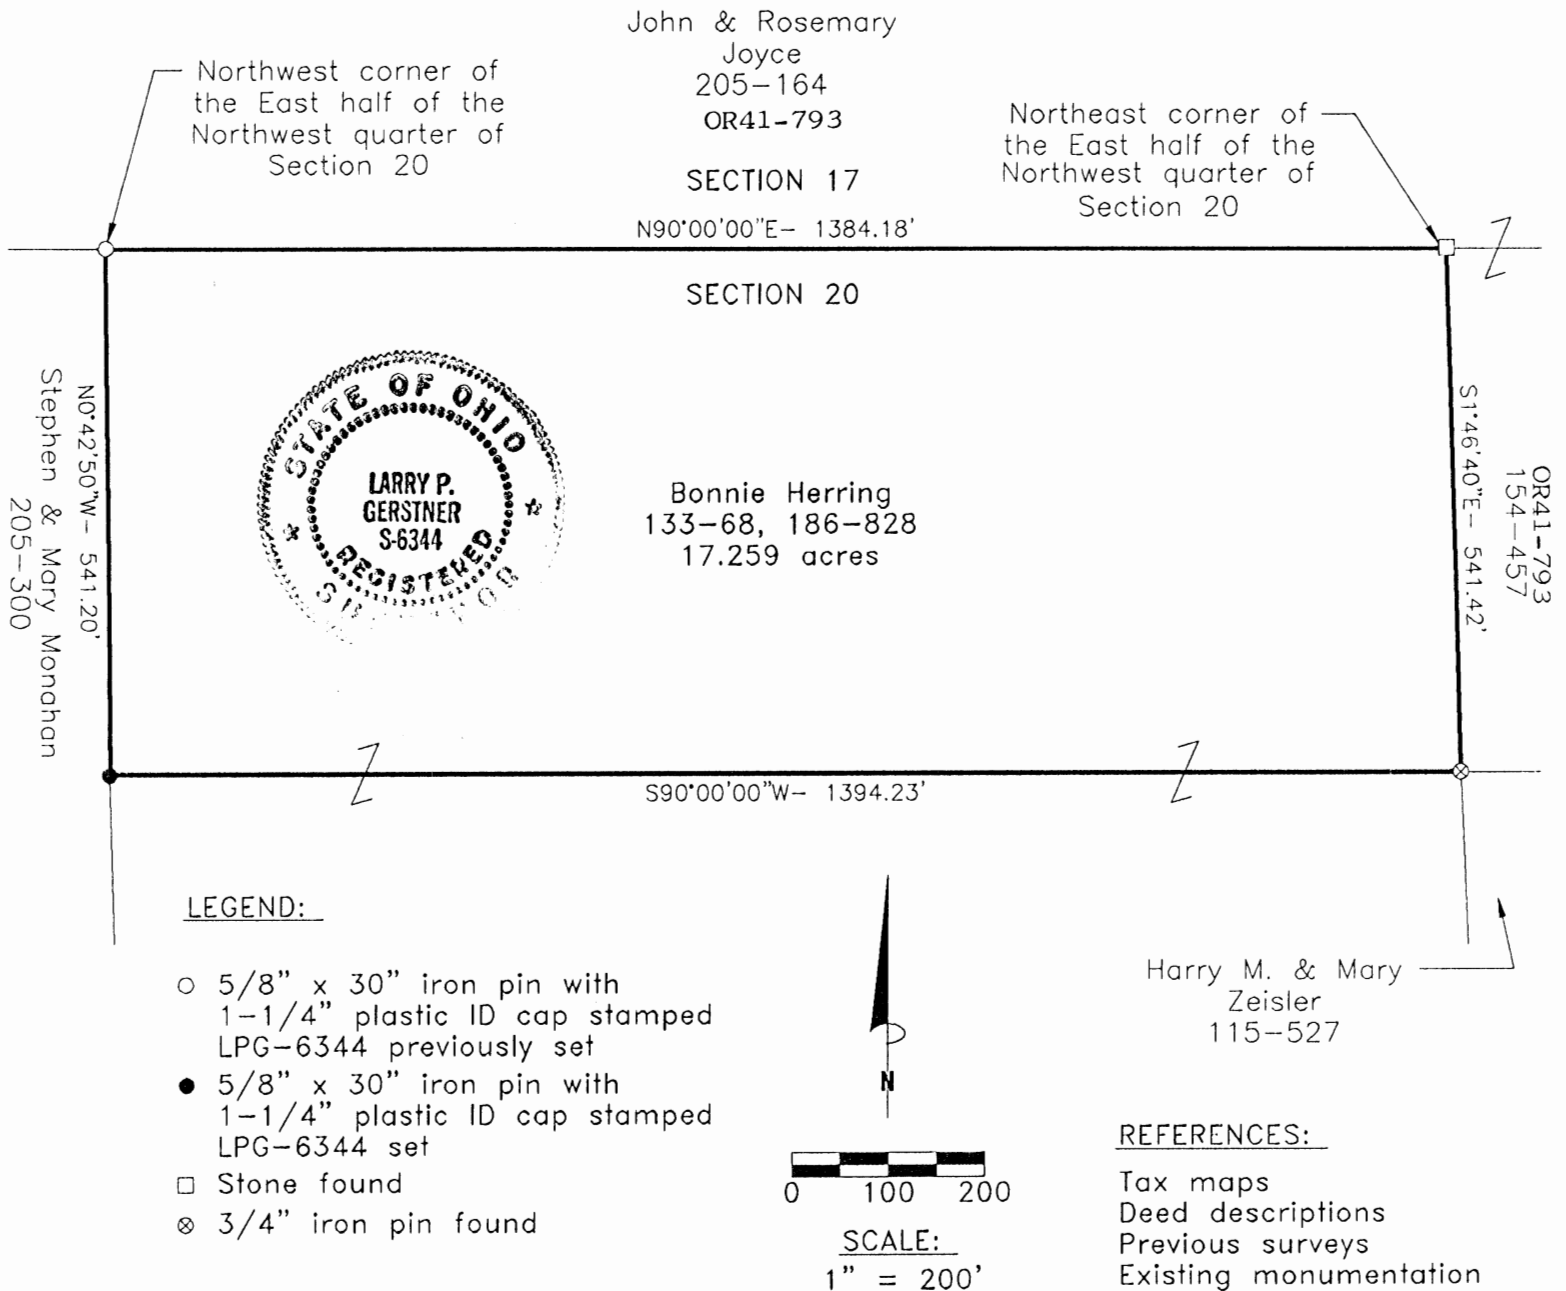 John & Rosemary
Joyce
205-164
OR41-793
Northwest corner of
the East half of the
Northwest quarter of
Section 20
Northeast corner of
the East half of the
Northwest quarter of
Section 20
SECTION 17
N90°00'00"E- 1384.18'
SECTION 20
STATE OF OHIO
LARRY P.
GERSTNER
S-6344
REGISTERED
Bonnie Herring
133-68, 186-828
17.259 acres
N0°42'50"W- 541.20'
Stephen & Mary Monahan
205-300
S1°46'40"E- 541.42'
OR41-793
154-457
S90°00'00"W- 1394.23'
LEGEND:
5/8" x 30" iron pin with
1-1/4" plastic ID cap stamped
LPG-6344 previously set
5/8" x 30" iron pin with
1-1/4" plastic ID cap stamped
LPG-6344 set
Stone found
3/4" iron pin found
N
0 100 200
SCALE:
1" = 200'
Harry M. & Mary
Zeisler
115-527
REFERENCES:
Tax maps
Deed descriptions
Previous surveys
Existing monumentation